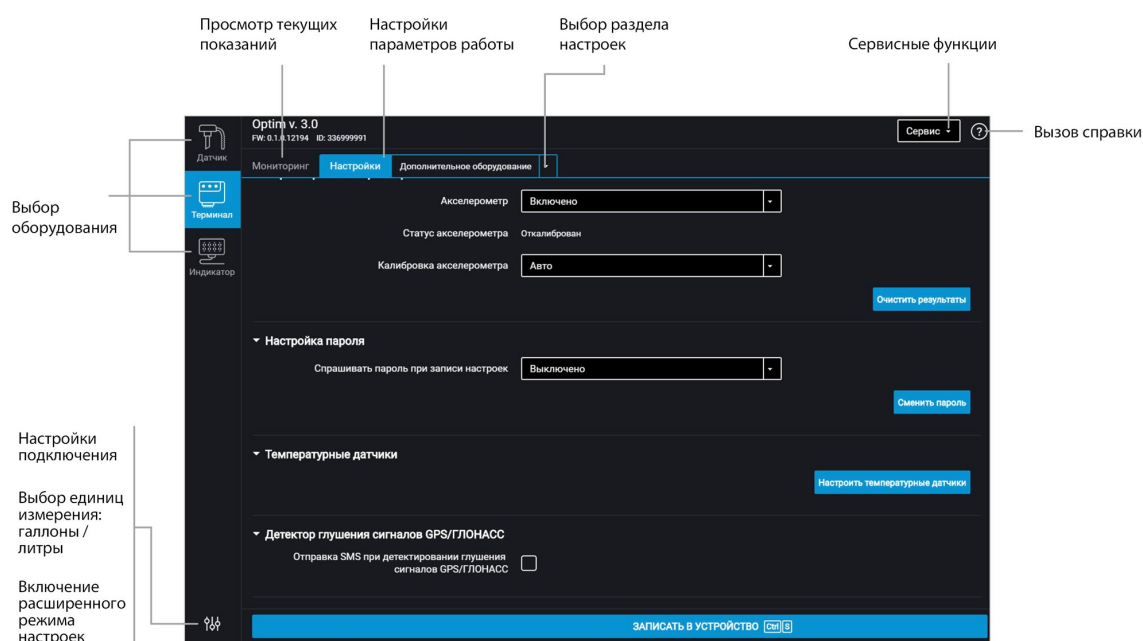 Просмотр текущих
показаний
Настройки
параметров работы
Выбор раздела
настроек
Сервисные функции
Optim v. 3.0
FW: 0.1.0.12194 ID: 336999991
Сервис
?
Вызов справки
Датчик
Мониторинг Настройки Дополнительное оборудование
Выбор
оборудования
Терминал
Индикатор
Акселерометр Включено
Статус акселерометра Откалиброван
Калибровка акселерометра Авто
Очистить результаты
Настройка пароля
Спрашивать пароль при записи настроек Выключено
Сменить пароль
Температурные датчики
Настроить температурные датчики
Детектор глушения сигналов GPS/ГЛОНАСС
Отправка SMS при детектировании глушения
сигналов GPS/ГЛОНАСС
Настройки
подключения
Выбор единиц
измерения:
галлоны /
литры
Включение
расширенного
режима
настроек
ЗАПИСАТЬ В УСТРОЙСТВО Ctrl S